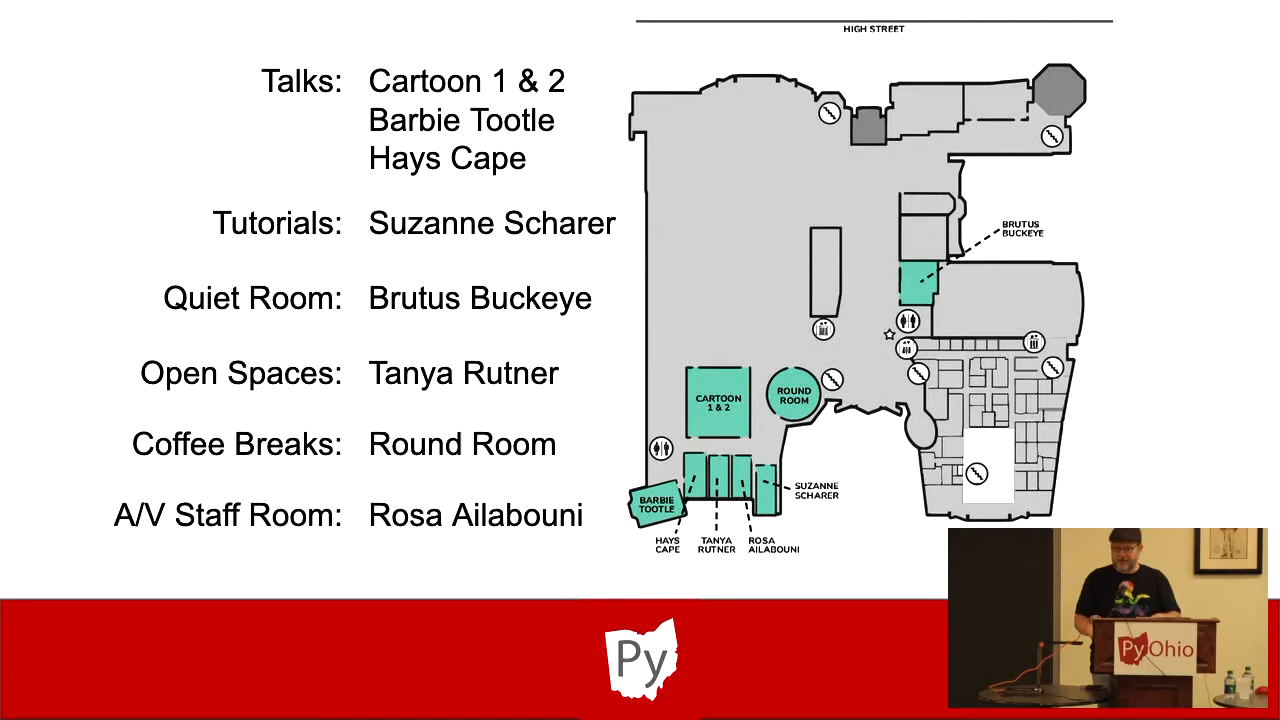 HIGH STREET
Talks: Cartoon 1 & 2
Barbie Tootle
Hays Cape
Tutorials: Suzanne Scharer
Quiet Room: Brutus Buckeye
Open Spaces: Tanya Rutner
Coffee Breaks: Round Room
A/V Staff Room: Rosa Ailabouni
BRUTUS
BUCKEYE
CARTOON
1 & 2
ROUND
ROOM
BARBIE
TOOTLE
SUZANNE
SCHARER
HAYS
CAPE
TANYA
RUTNER
ROSA
AILABOUNI
Py
PyOhio